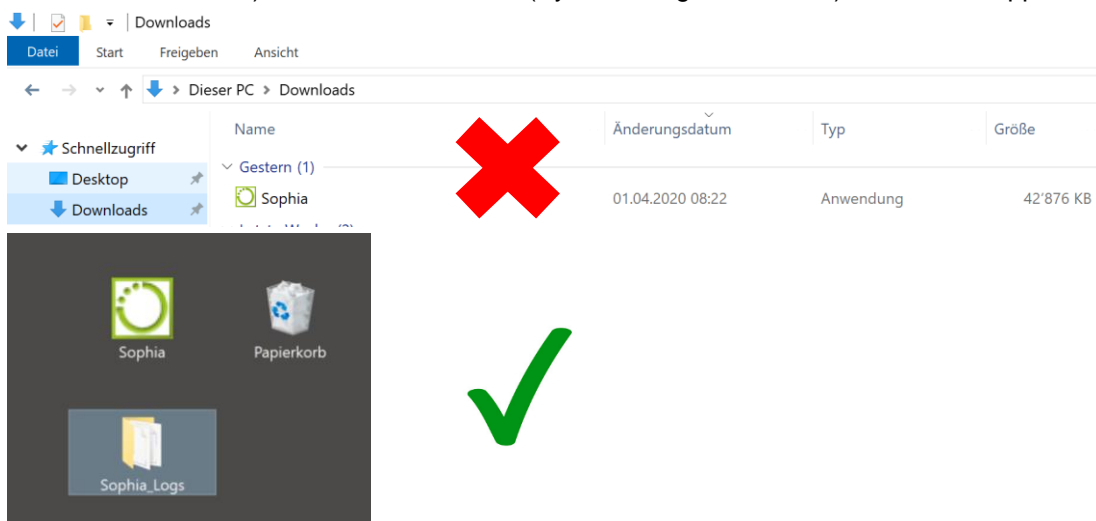 Downloads
Datei Start Freigeben Ansicht
Dieser PC > Downloads
Name Änderungsdatum Typ Größe
Schnellzugriff
Gestern (1)
Desktop
Sophia 01.04.2020 08:22 Anwendung 42'876 KB
Downloads
Sophia Papierkorb
Sophia_Logs